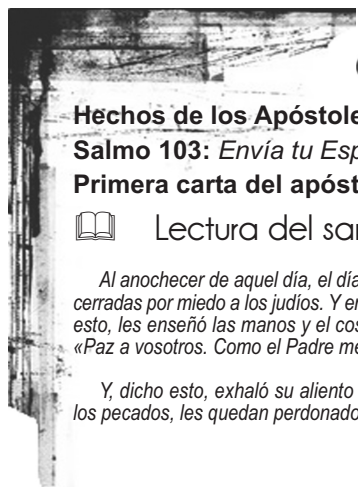 Hechos de los Apóstole
Salmo 103: Envía tu Esp
Primera carta del apóst
Lectura del san
Al anochecer de aquel día, el día
cerradas por miedo a los judíos. Y en
esto, les enseñó las manos y el cos
«Paz a vosotros. Como el Padre me
Y, dicho esto, exhaló su aliento
los pecados, les quedan perdonado